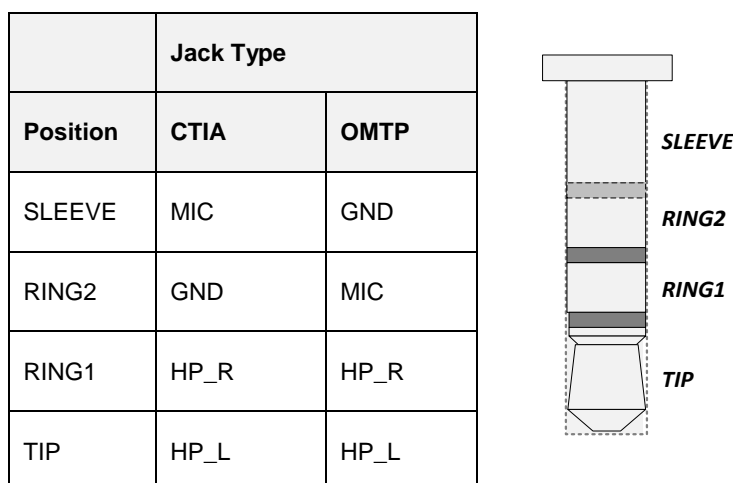 Jack Type
Position CTIA OMTP
SLEEVE MIC GND
RING2 GND MIC
RING1 HP_R HP_R
TIP HP_L HP_L
SLEEVE
RING2
RING1
TIP